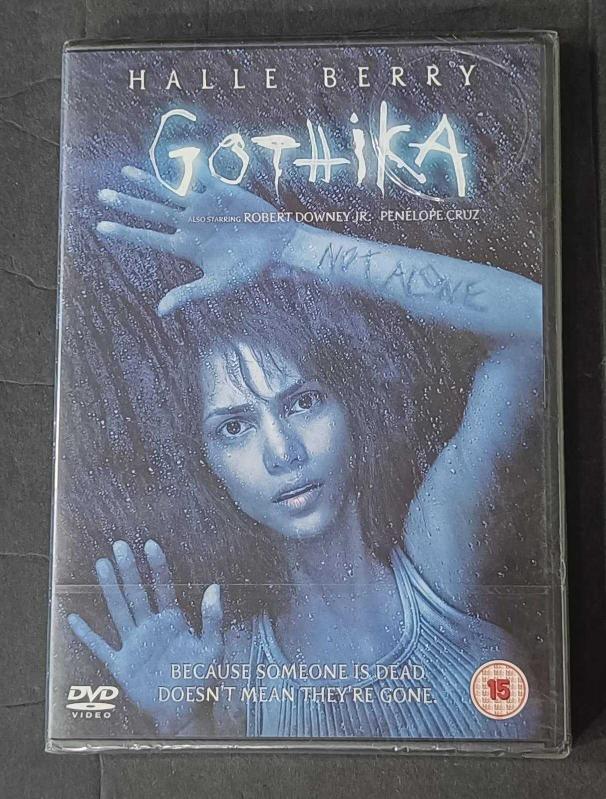 HALLE BERRY
GOTHIKA
ALSO STARRING ROBERT DOWNEY JR. PENÉLOPE CRUZ
NOT ALONE
BECAUSE SOMEONE IS DEAD
DOESN'T MEAN THEY'RE GONE.
DVD
VIDEO
15